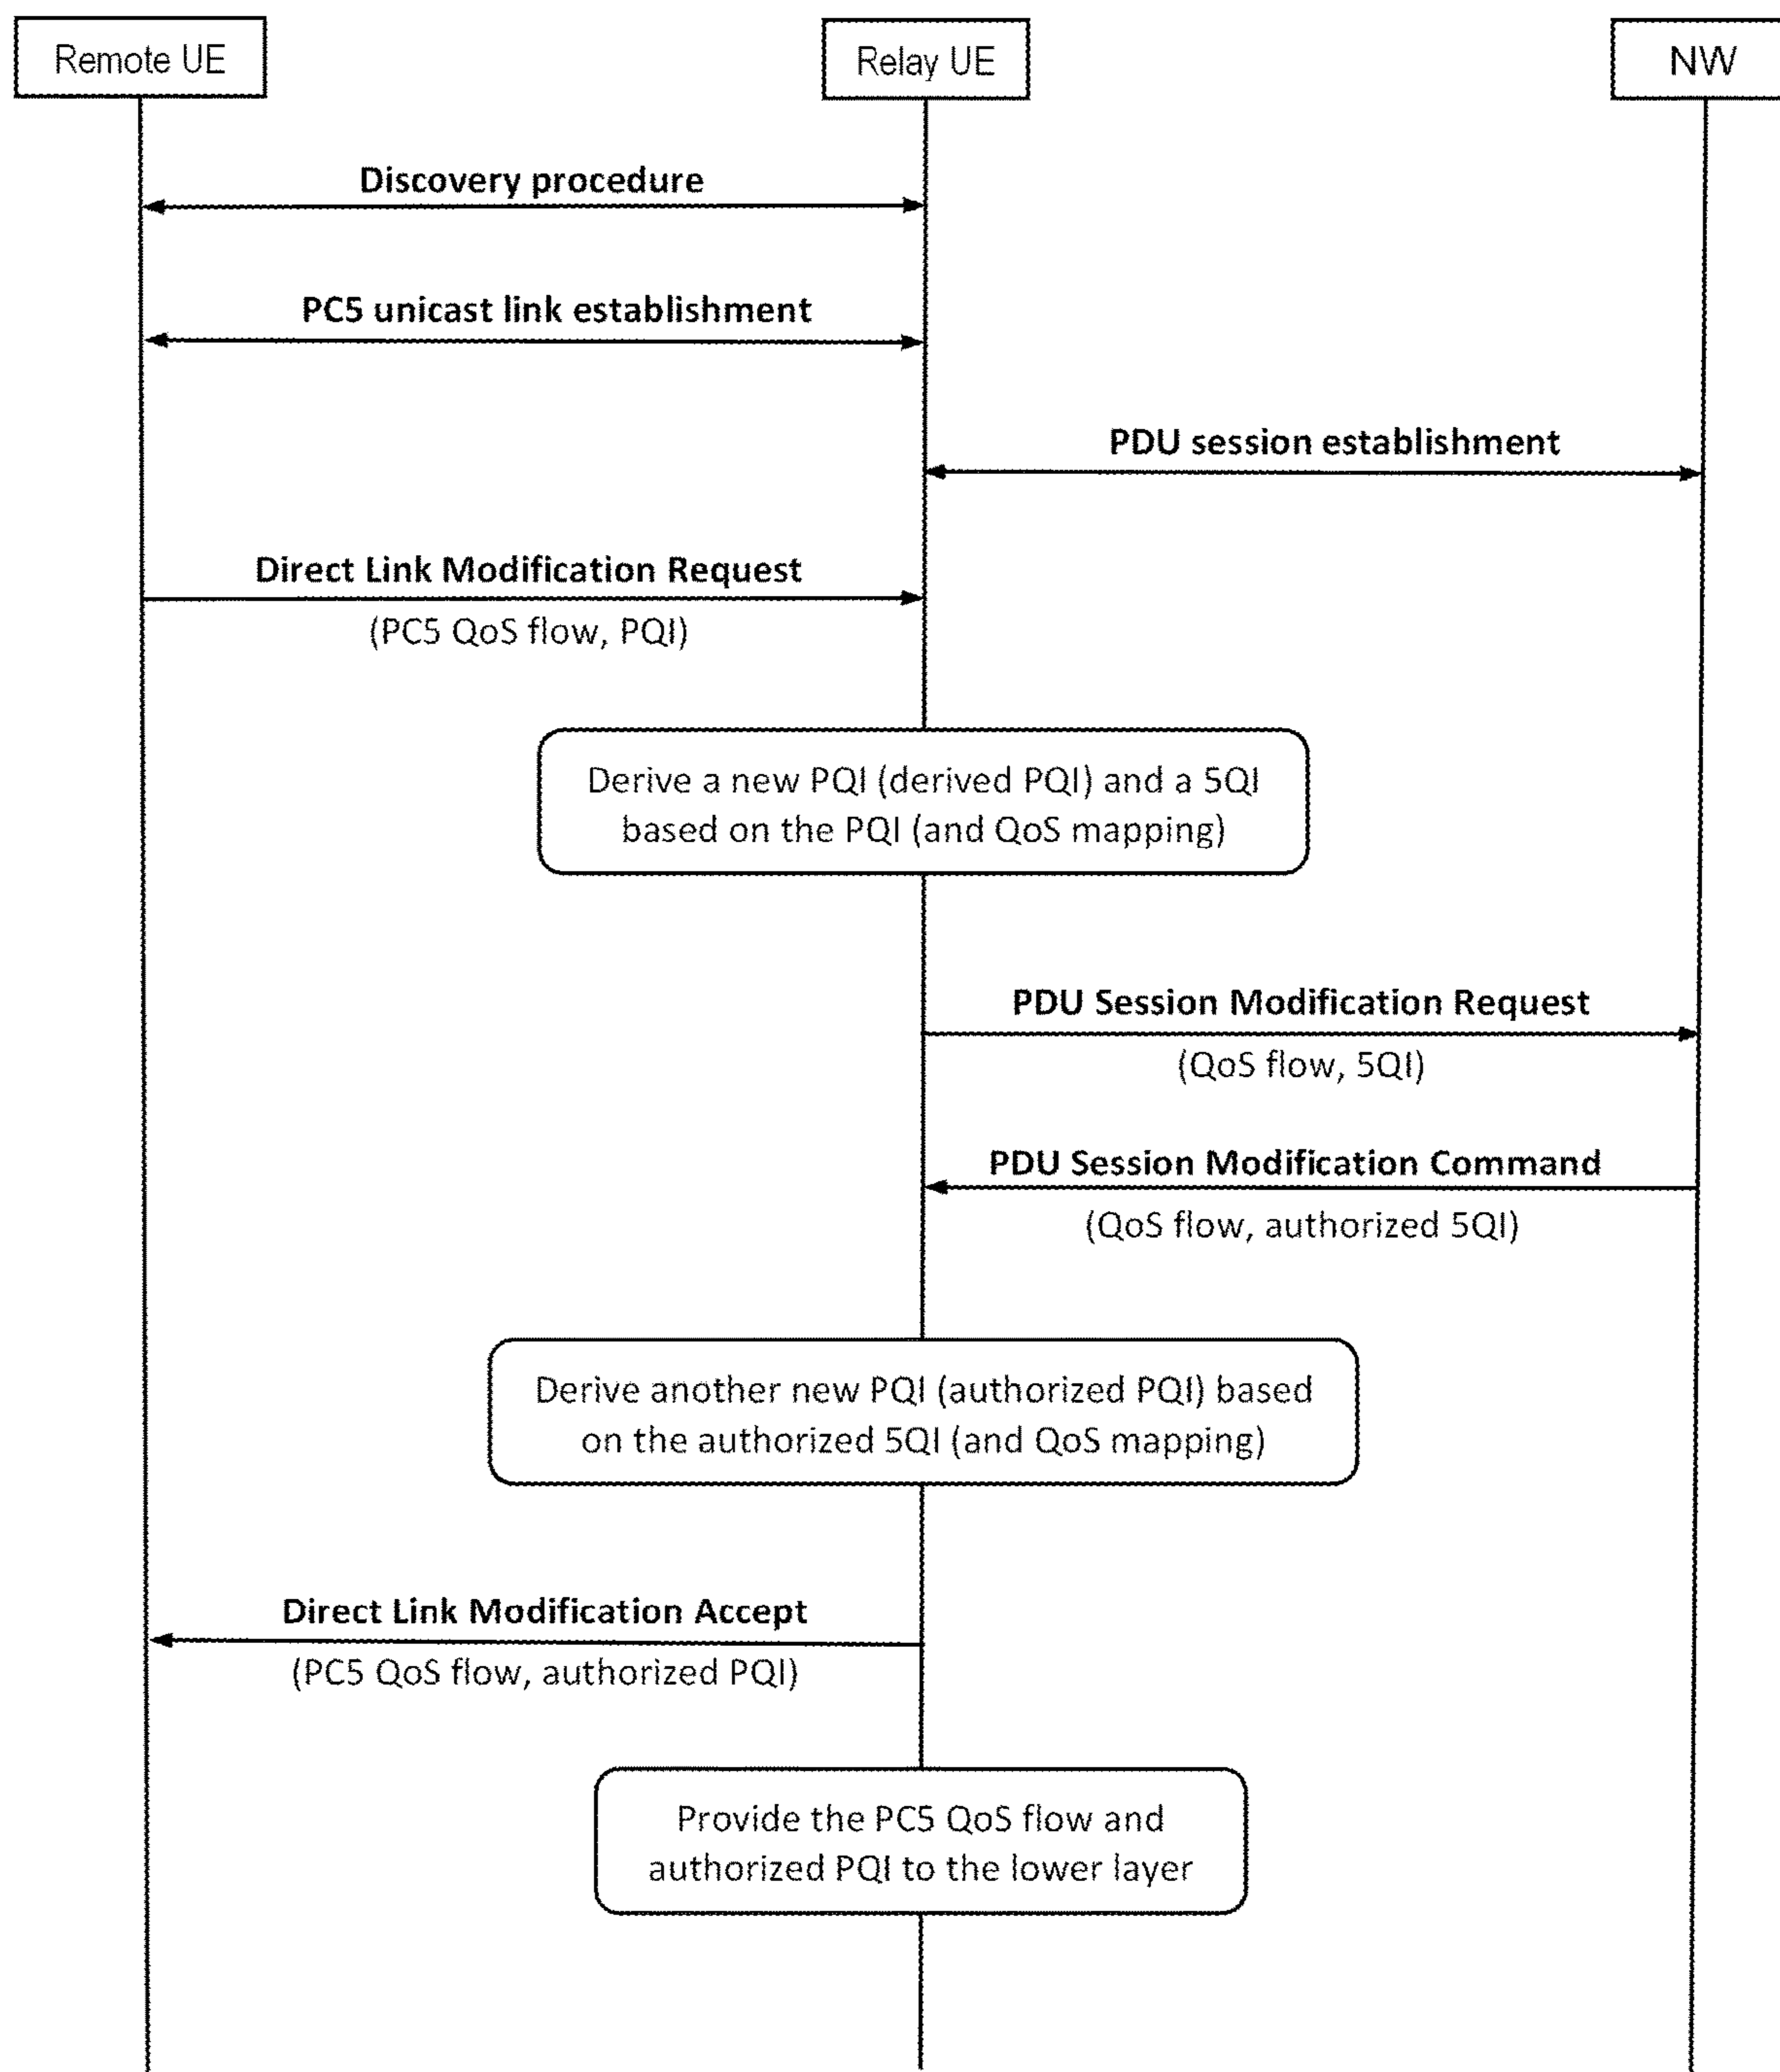 Remote UE
Relay UE
NW
Discovery procedure
PC5 unicast link establishment
PDU session establishment
Direct Link Modification Request
(PC5 QoS flow, PQI)
Derive a new PQI (derived PQI) and a 5QI
based on the PQI (and QoS mapping)
PDU Session Modification Request
(QoS flow, 5QI)
PDU Session Modification Command
(QoS flow, authorized 5QI)
Derive another new PQI (authorized PQI) based
on the authorized 5QI (and QoS mapping)
Direct Link Modification Accept
(PC5 QoS flow, authorized PQI)
Provide the PC5 QoS flow and
authorized PQI to the lower layer